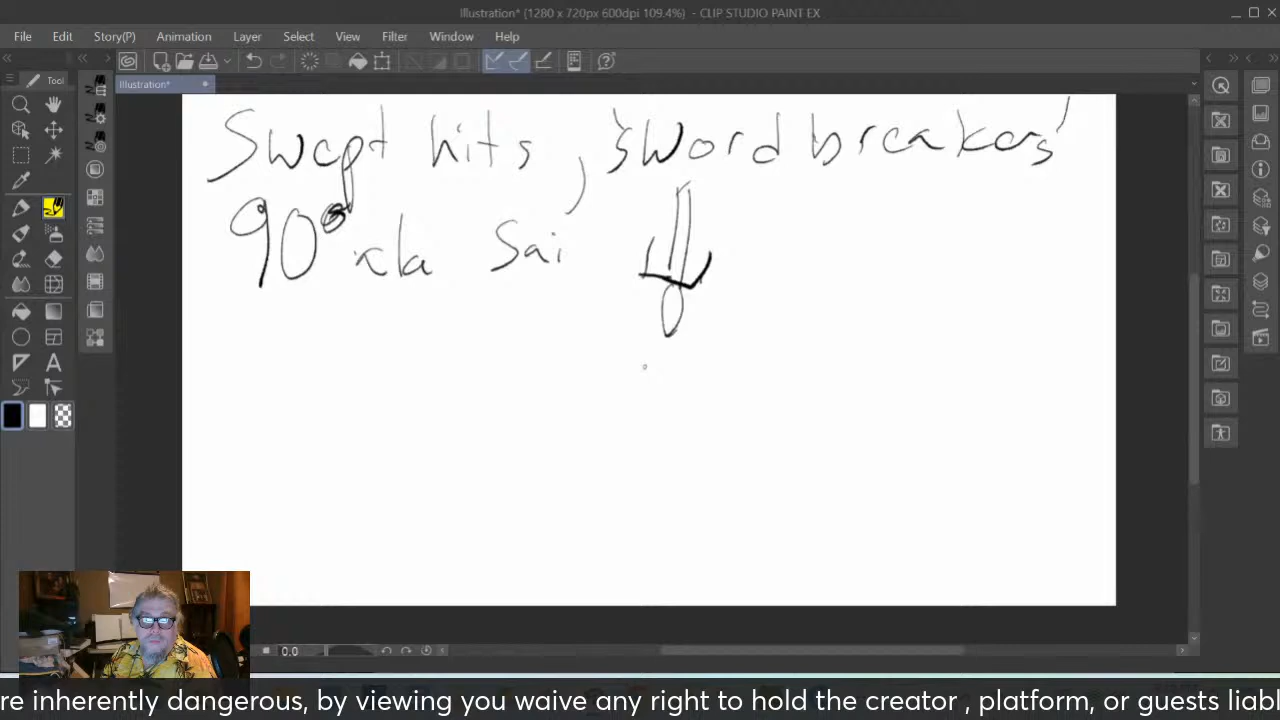 Illustration* (1280 x 720px 600dpi 109.4%) - CLIP STUDIO PAINT EX
File Edit Story(P) Animation Layer Select View Filter Window Help
Tool
Illustration*
Swept hits, 'sword breakers'
90° Sai
A
0.0
re inherently dangerous, by viewing you waive any right to hold the creator , platform, or guests liabl